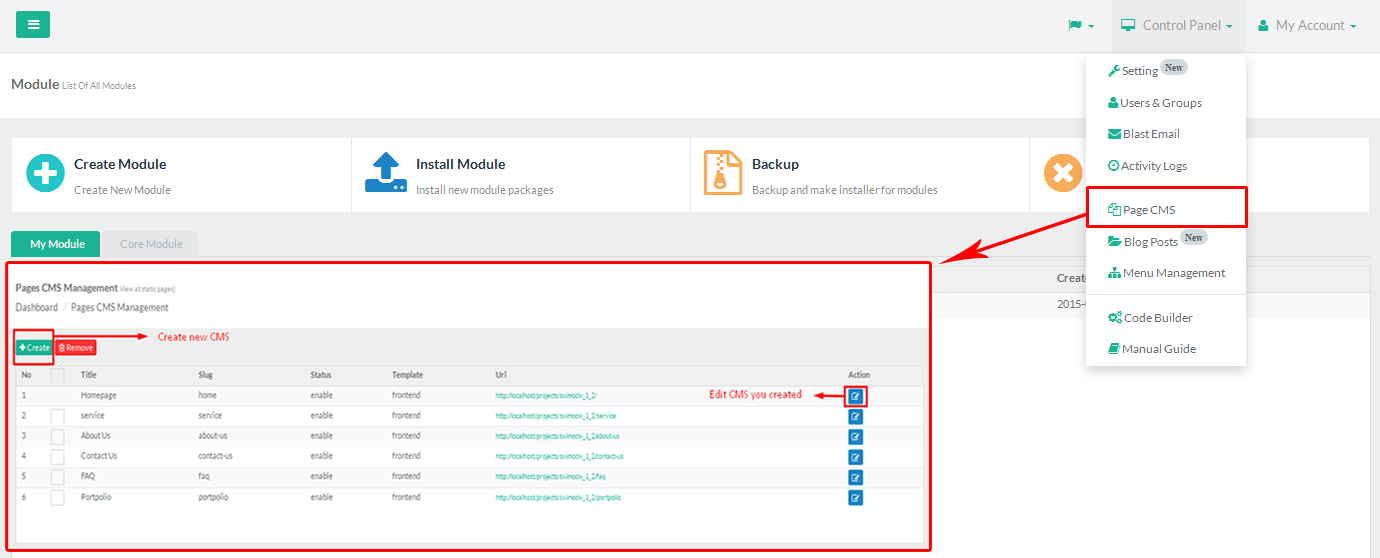 Control Panel
My Account
Module List Of All Modules
Setting New
Users & Groups
Blast Email
Activity Logs
Page CMS
Blog Posts New
Menu Management
Code Builder
Manual Guide
Create Module
Create New Module
Install Module
Install new module packages
Backup
Backup and make installer for modules
My Module
Core Module
Create
2015-
Pages CMS Management View all static pages]
Dashboard / Pages CMS Management
Create
Remove
Create new CMS
No Title Slug Status Template Url Action
1 Homepage home enable frontend http://localhost/projects/sximodv_1_2/
Edit CMS you created
2 service service enable frontend http://localhost/projects/sximodv_1_2/service
3 About Us about-us enable frontend http://localhost/projects/sximodv_1_2/about-us
4 Contact Us contact-us enable frontend http://localhost/projects/sximodv_1_2/contact-us
5 FAQ faq enable frontend http://localhost/projects/sximodv_1_2/faq
6 Portpolio portpolio enable frontend http://localhost/projects/sximodv_1_2/portpolio